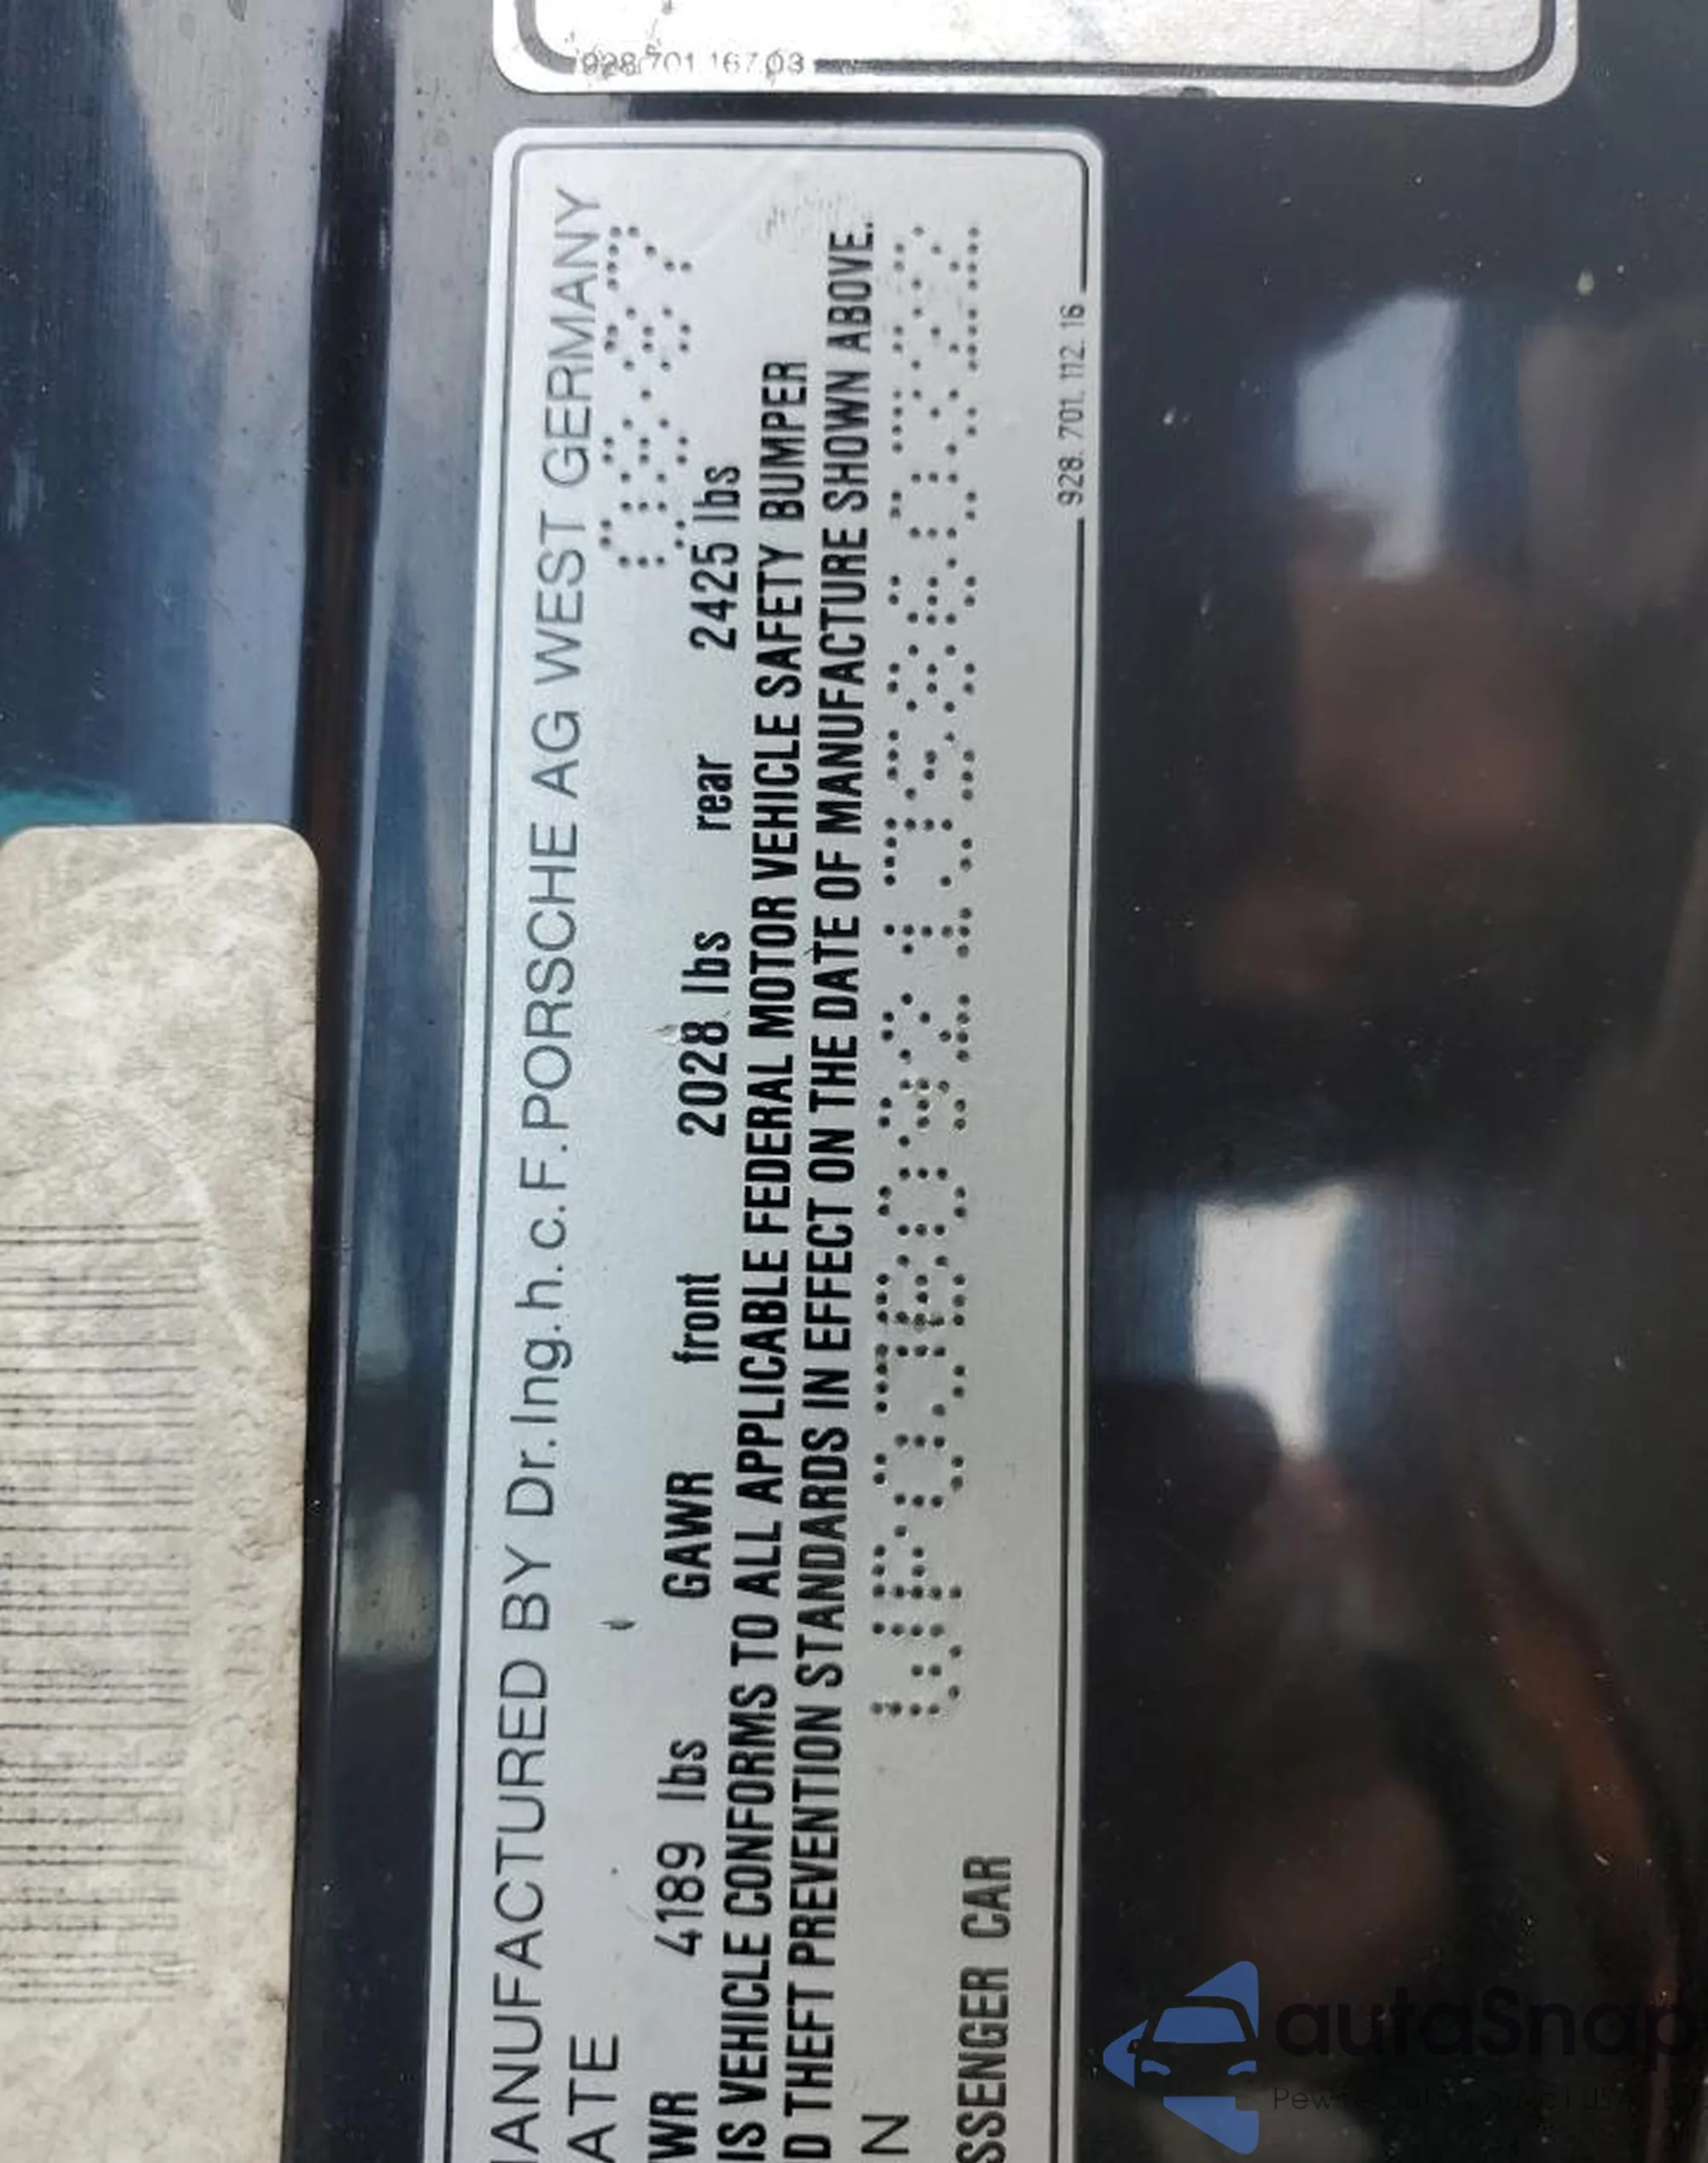 928.701.167.03
MANUFACTURED BY Dr.Ing.h.c.F.PORSCHE AG WEST GERMANY
ATE
WR 4189 lbs GAWR front 2028 lbs rear 2425 lbs
IS VEHICLE CONFORMS TO ALL APPLICABLE FEDERAL MOTOR VEHICLE SAFETY BUMPER
D THEFT PREVENTION STANDARDS IN EFFECT ON THE DATE OF MANUFACTURE SHOWN ABOVE.
N
SSENGER CAR
928.701.172.16
autaSnap